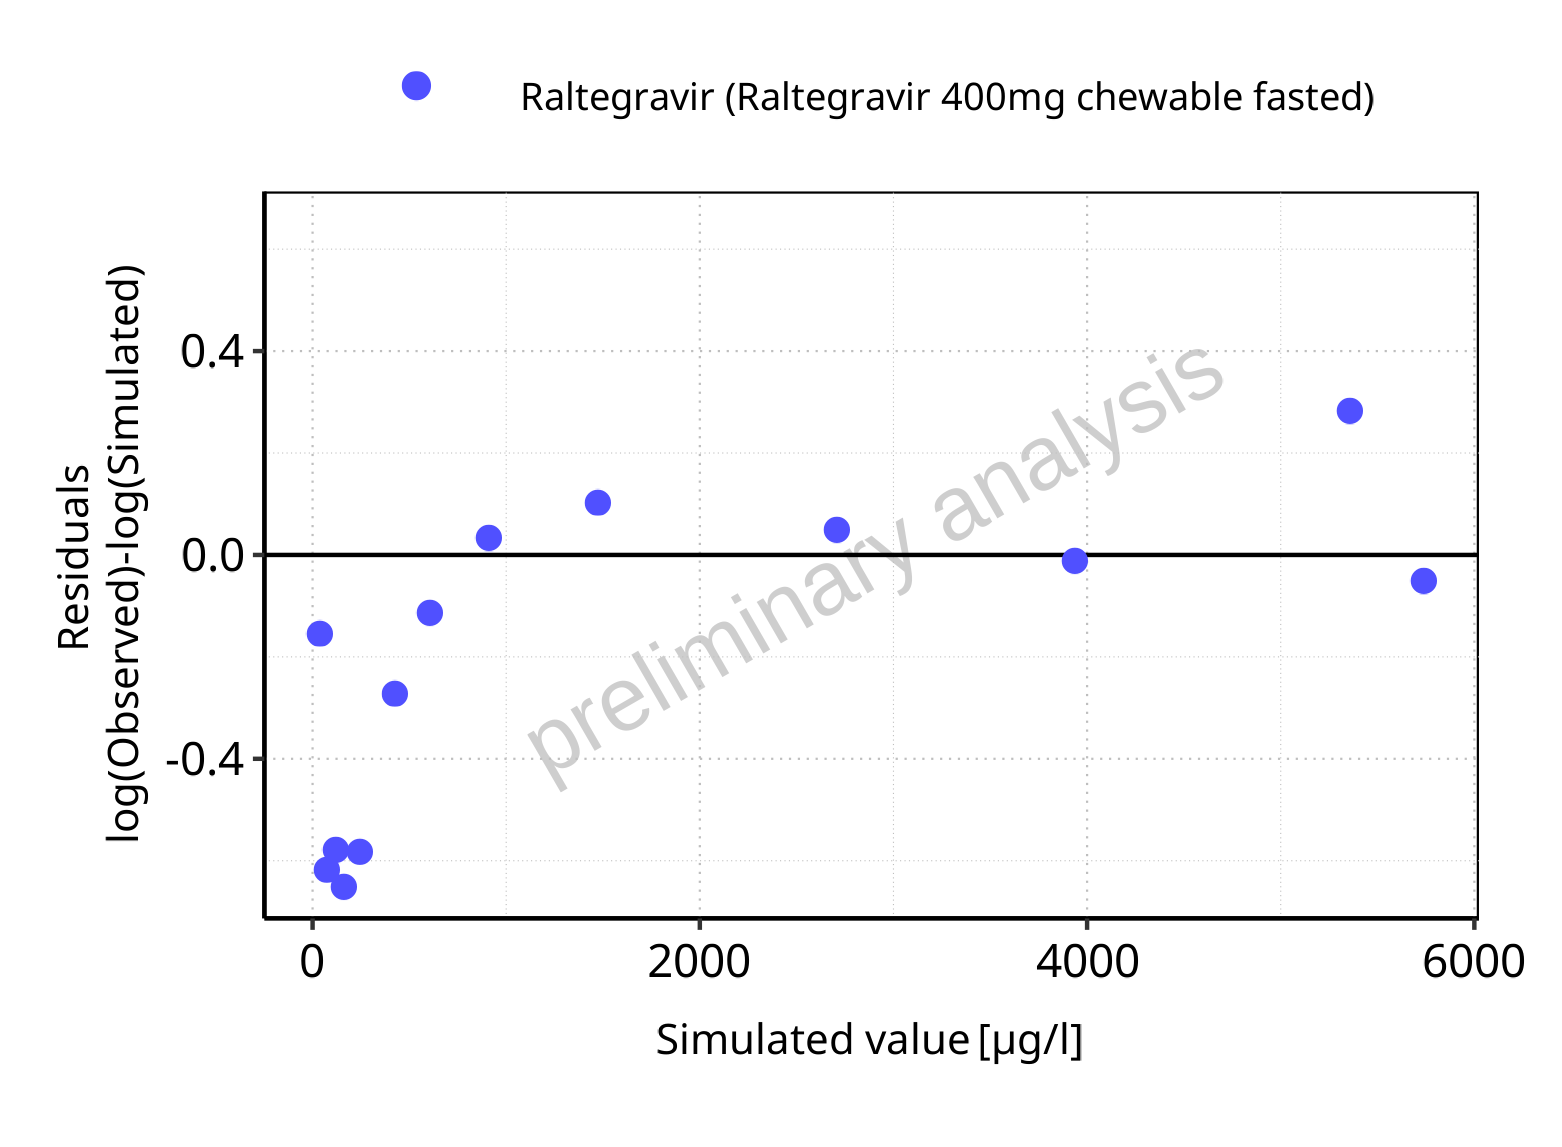 Raltegravir (Raltegravir 400mg chewable fasted)
Residuals
log(Observed)-log(Simulated)
0.4
0.0
-0.4
preliminary analysis
0
2000
4000
6000
Simulated value [µg/l]